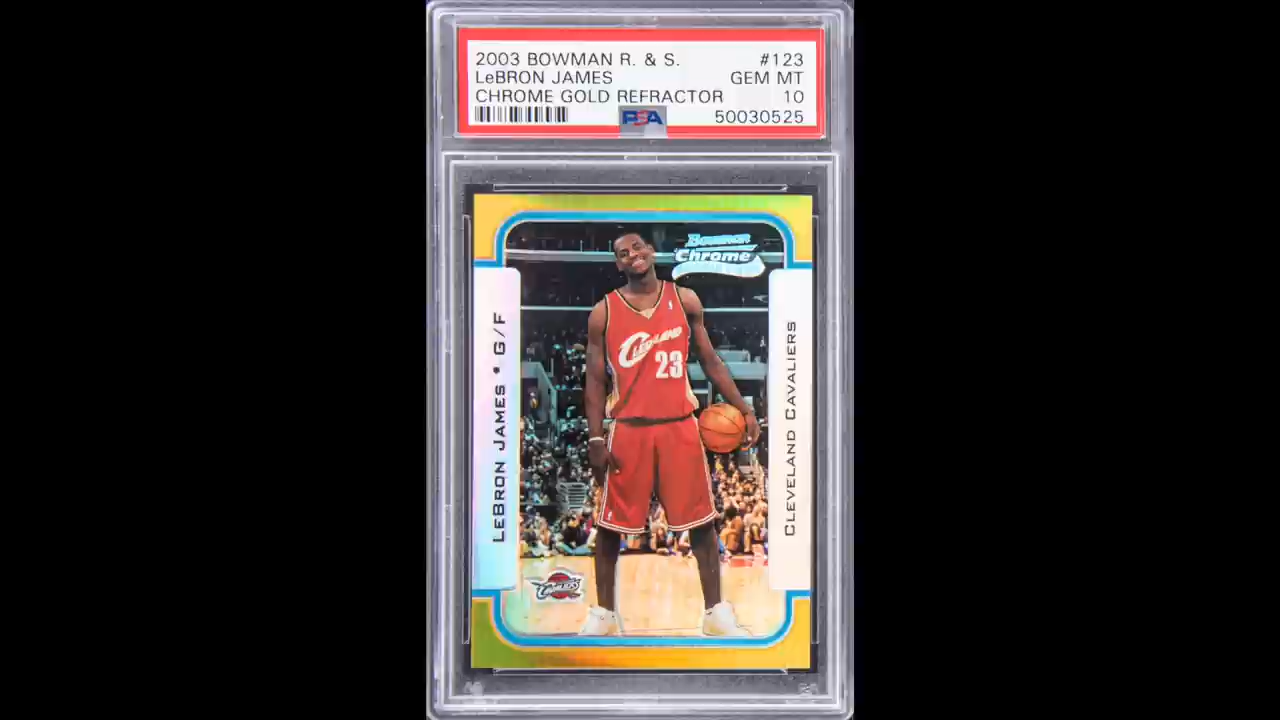 2003 BOWMAN R. & S. #123
LeBRON JAMES GEM MT
CHROME GOLD REFRACTOR 10
PSA 50030525
Bowman
Chrome
LeBRON JAMES • G/F
CLEVELAND
23
CLEVELAND CAVALIERS
CAVALIERS